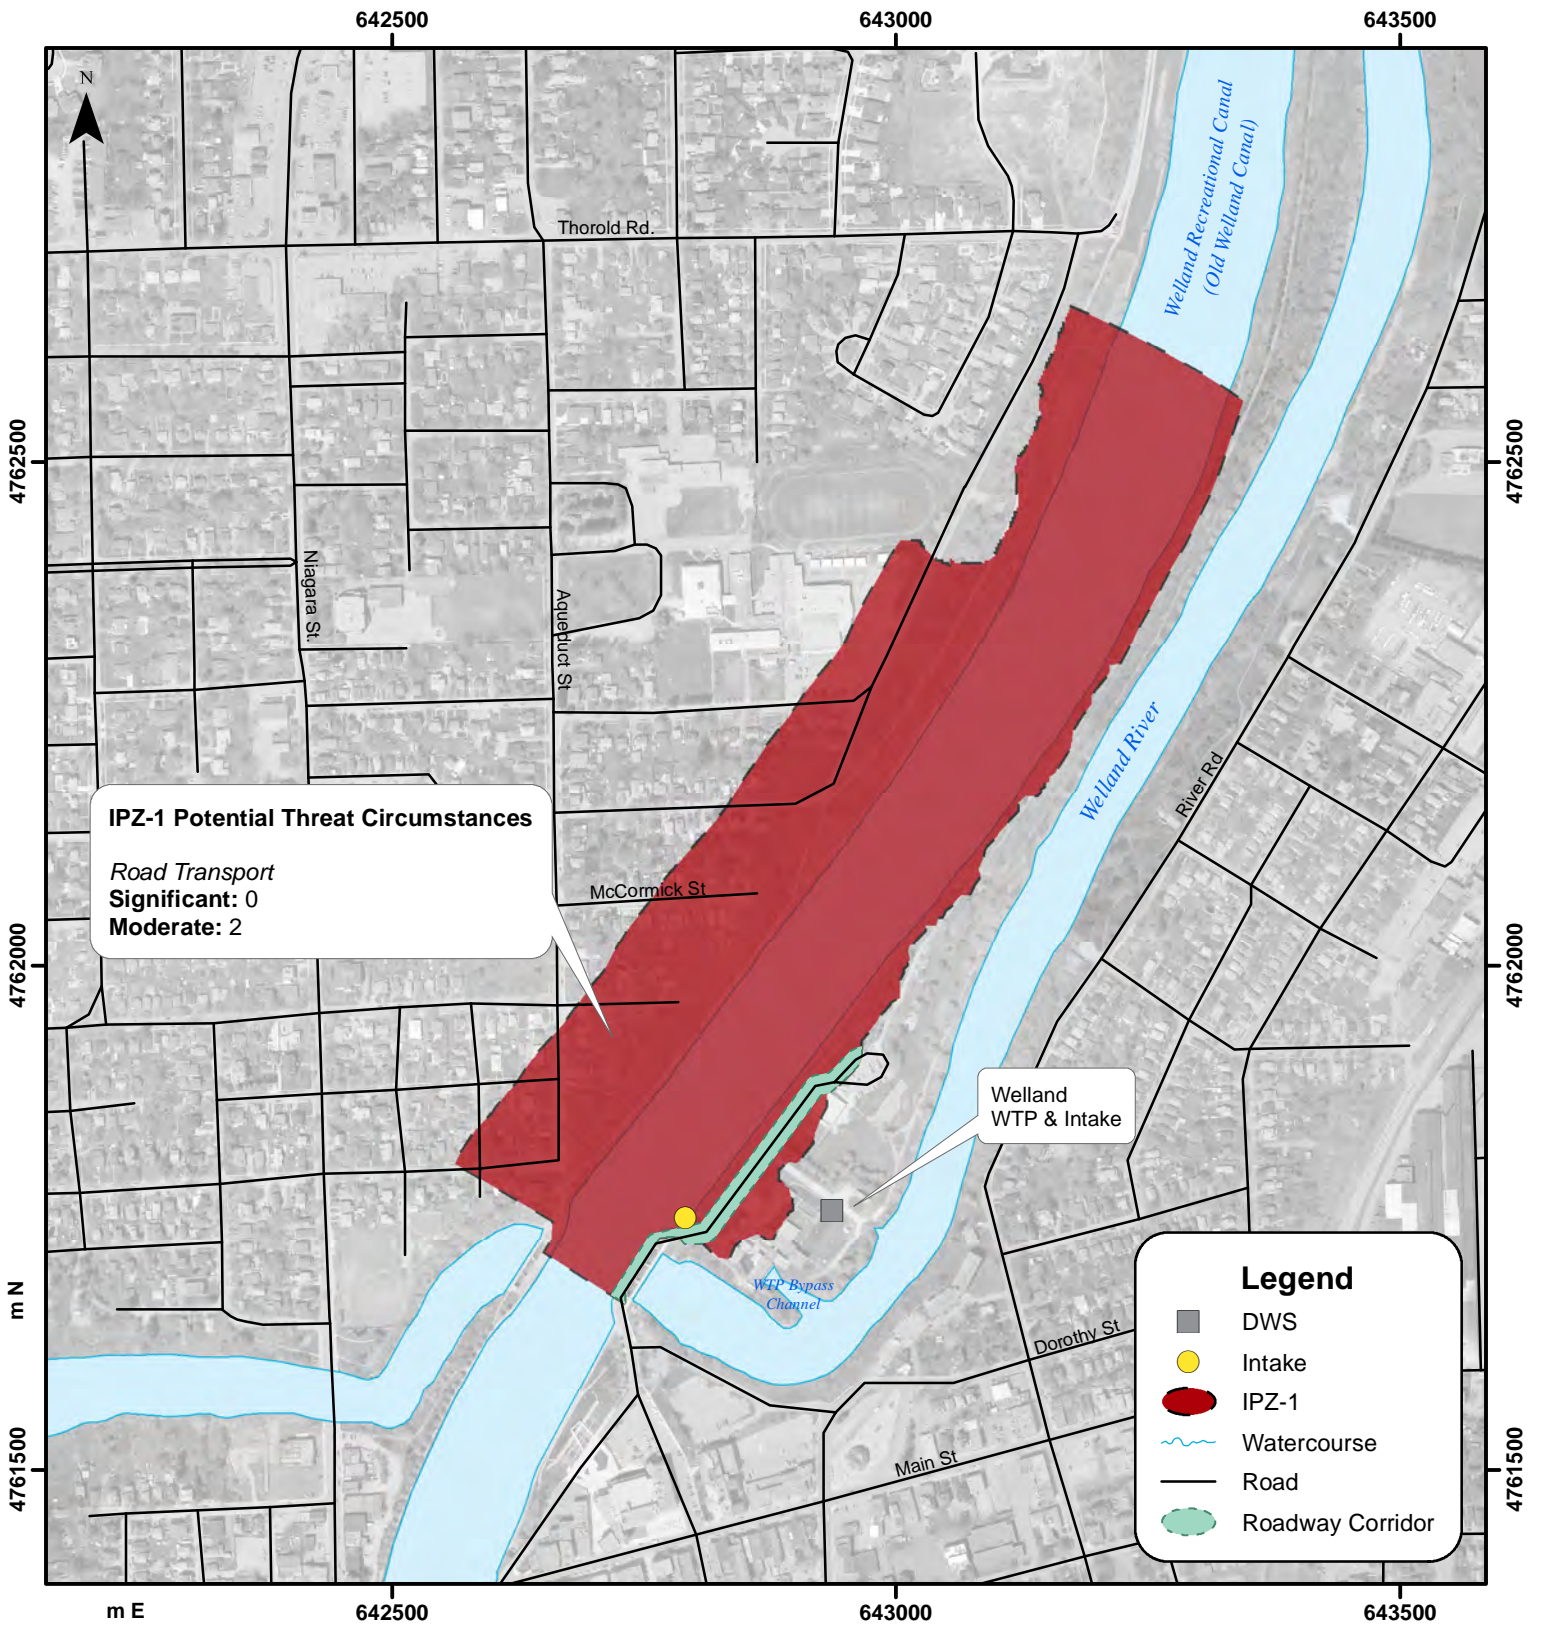 642500
643000
643500
N
Welland Recreational Canal
(Old Welland Canal)
Thorold Rd.
4762500
4762500
Niagara St.
Aqueduct St
Welland River
River Rd
IPZ-1 Potential Threat Circumstances
Road Transport
Significant: 0
Moderate: 2
McCormick St
4762000
4762000
Welland
WTP & Intake
WTP Bypass
Channel
m N
Dorothy St
Main St
4761500
4761500
Legend
DWS
Intake
IPZ-1
Watercourse
Road
Roadway Corridor
m E
642500
643000
643500